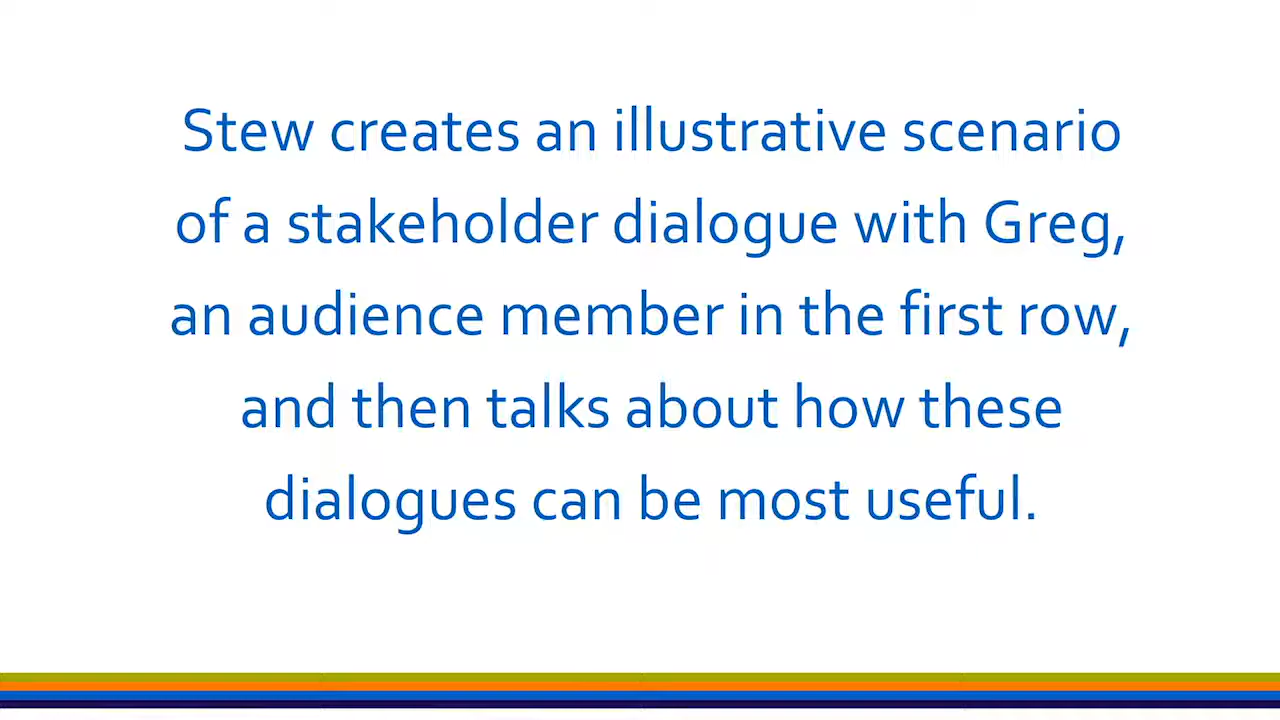 Stew creates an illustrative scenario
of a stakeholder dialogue with Greg,
an audience member in the first row,
and then talks about how these
dialogues can be most useful.